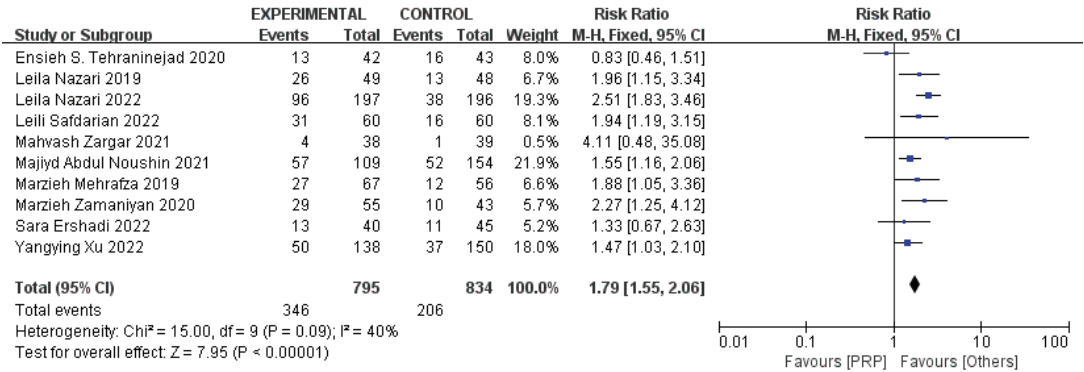 EXPERIMENTAL CONTROL Risk Ratio Risk Ratio
Study or Subgroup Events Total Events Total Weight M-H, Fixed, 95% CI M-H, Fixed, 95% CI
Ensieh S. Tehraninejad 2020 13 42 16 43 8.0% 0.83 [0.46, 1.51]
Leila Nazari 2019 26 49 13 48 6.7% 1.96 [1.15, 3.34]
Leila Nazari 2022 96 197 38 196 19.3% 2.51 [1.83, 3.46]
Leili Safdarian 2022 31 60 16 60 8.1% 1.94 [1.19, 3.15]
Mahvash Zargar 2021 4 38 1 39 0.5% 4.11 [0.48, 35.08]
Majiyd Abdul Noushin 2021 57 109 52 154 21.9% 1.55 [1.16, 2.06]
Marzieh Mehrafza 2019 27 67 12 56 6.6% 1.88 [1.05, 3.36]
Marzieh Zamaniyan 2020 29 55 10 43 5.7% 2.27 [1.25, 4.12]
Sara Ershadi 2022 13 40 11 45 5.2% 1.33 [0.67, 2.63]
Yangying Xu 2022 50 138 37 150 18.0% 1.47 [1.03, 2.10]
Total (95% CI) 795 834 100.0% 1.79 [1.55, 2.06]
Total events 346 206
Heterogeneity: Chi² = 15.00, df = 9 (P = 0.09); I² = 40%
Test for overall effect: Z = 7.95 (P < 0.00001)
0.01 0.1 1 10 100
Favours [PRP] Favours [Others]